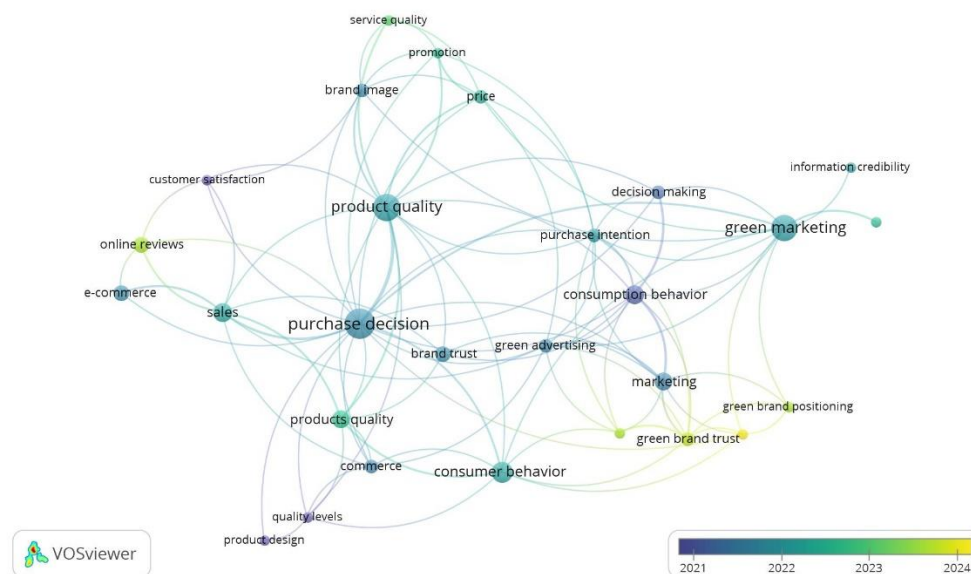 service quality
promotion
brand image
price
information credibility
customer satisfaction
decision making
product quality
green marketing
purchase intention
online reviews
e-commerce
consumption behavior
sales
purchase decision
green advertising
brand trust
marketing
green brand positioning
products quality
green brand trust
commerce
consumer behavior
quality levels
product design
VOSviewer
2021 2022 2023 2024